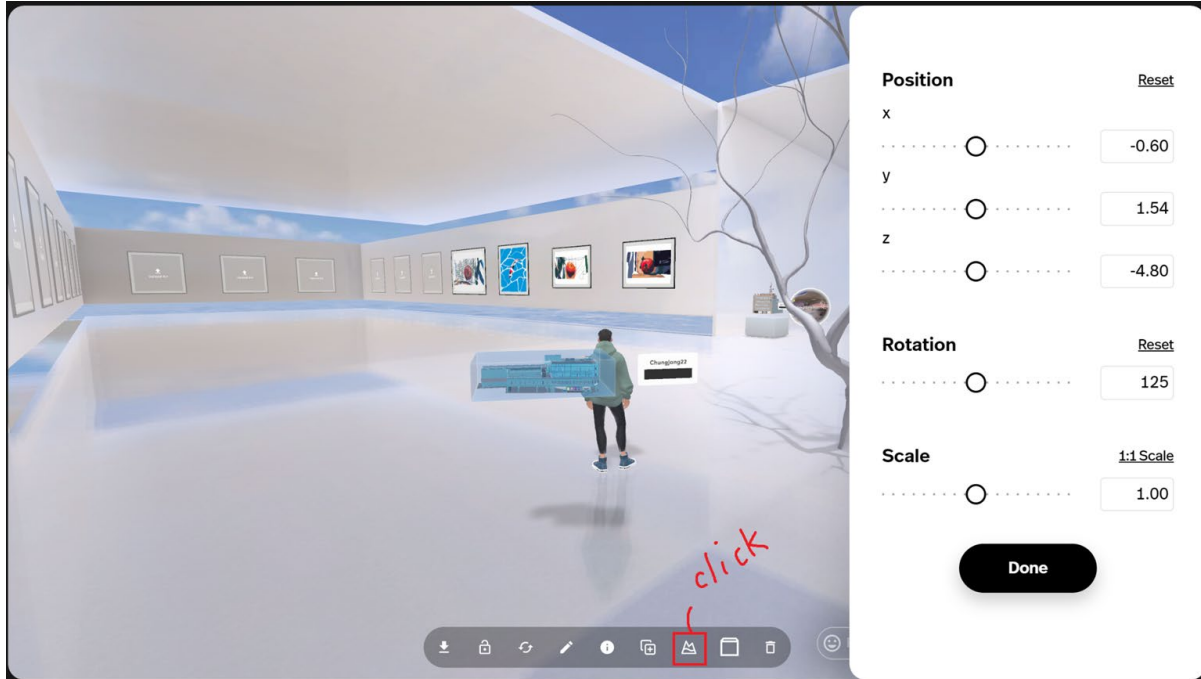 Position
Reset
x
-0.60
y
1.54
z
-4.80
Rotation
Reset
125
Scale
1:1 Scale
1.00
Done
Chungjang22
click